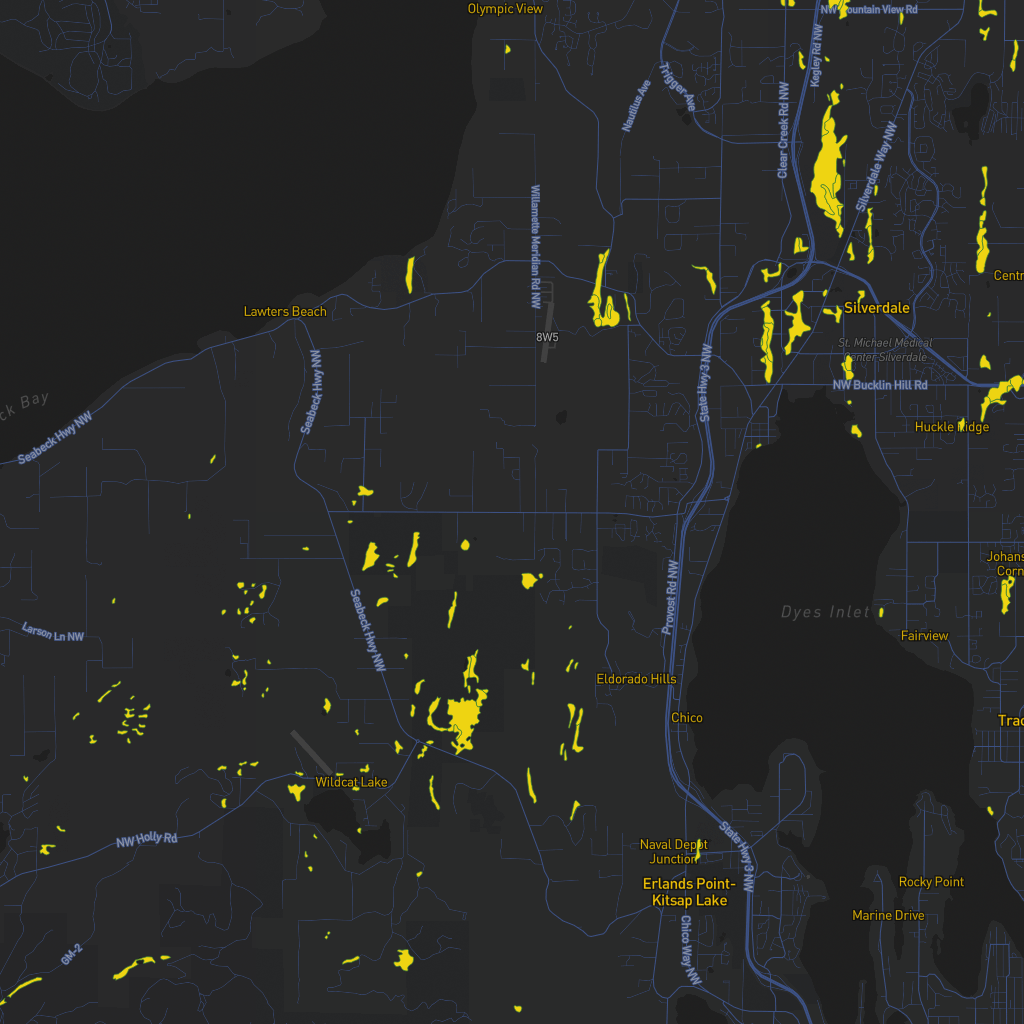 Olympic View
NW Mountain View Rd
Kegley Rd NW
Trigger Ave
Nautilus Ave
Clear Creek Rd NW
Silverdale Way NW
Willamette Meridian Rd NW
Centr
Lawters Beach
Silverdale
8W5
St. Michael Medical
Center Silverdale
Seabeck Hwy NW
State Hwy 3 NW
NW Bucklin Hill Rd
ck Bay
Seabeck Hwy NW
Huckle Ridge
Johans
Corn
Provost Rd NW
Dyes Inlet
Seabeck Hwy NW
Larson Ln NW
Fairview
Eldorado Hills
Chico
Trac
Wildcat Lake
NW Holly Rd
State Hwy 3 NW
Naval Depot
Junction
Erlands Point-
Kitsap Lake
Rocky Point
Marine Drive
Chico Way NW
GM-2